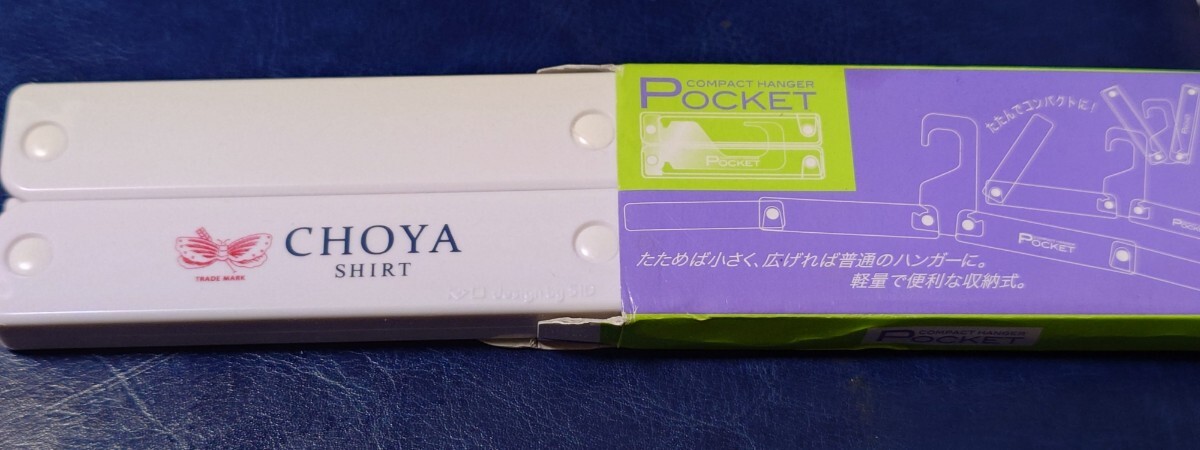 CHOYA
SHIRT
TRADE MARK
COMPACT HANGER
POCKET
POCKET
たたんでコンパクトに!
POCKET
たためば小さく、広げれば普通のハンガーに。
軽量で便利な収納式。
COMPACT HANGER
POCKET